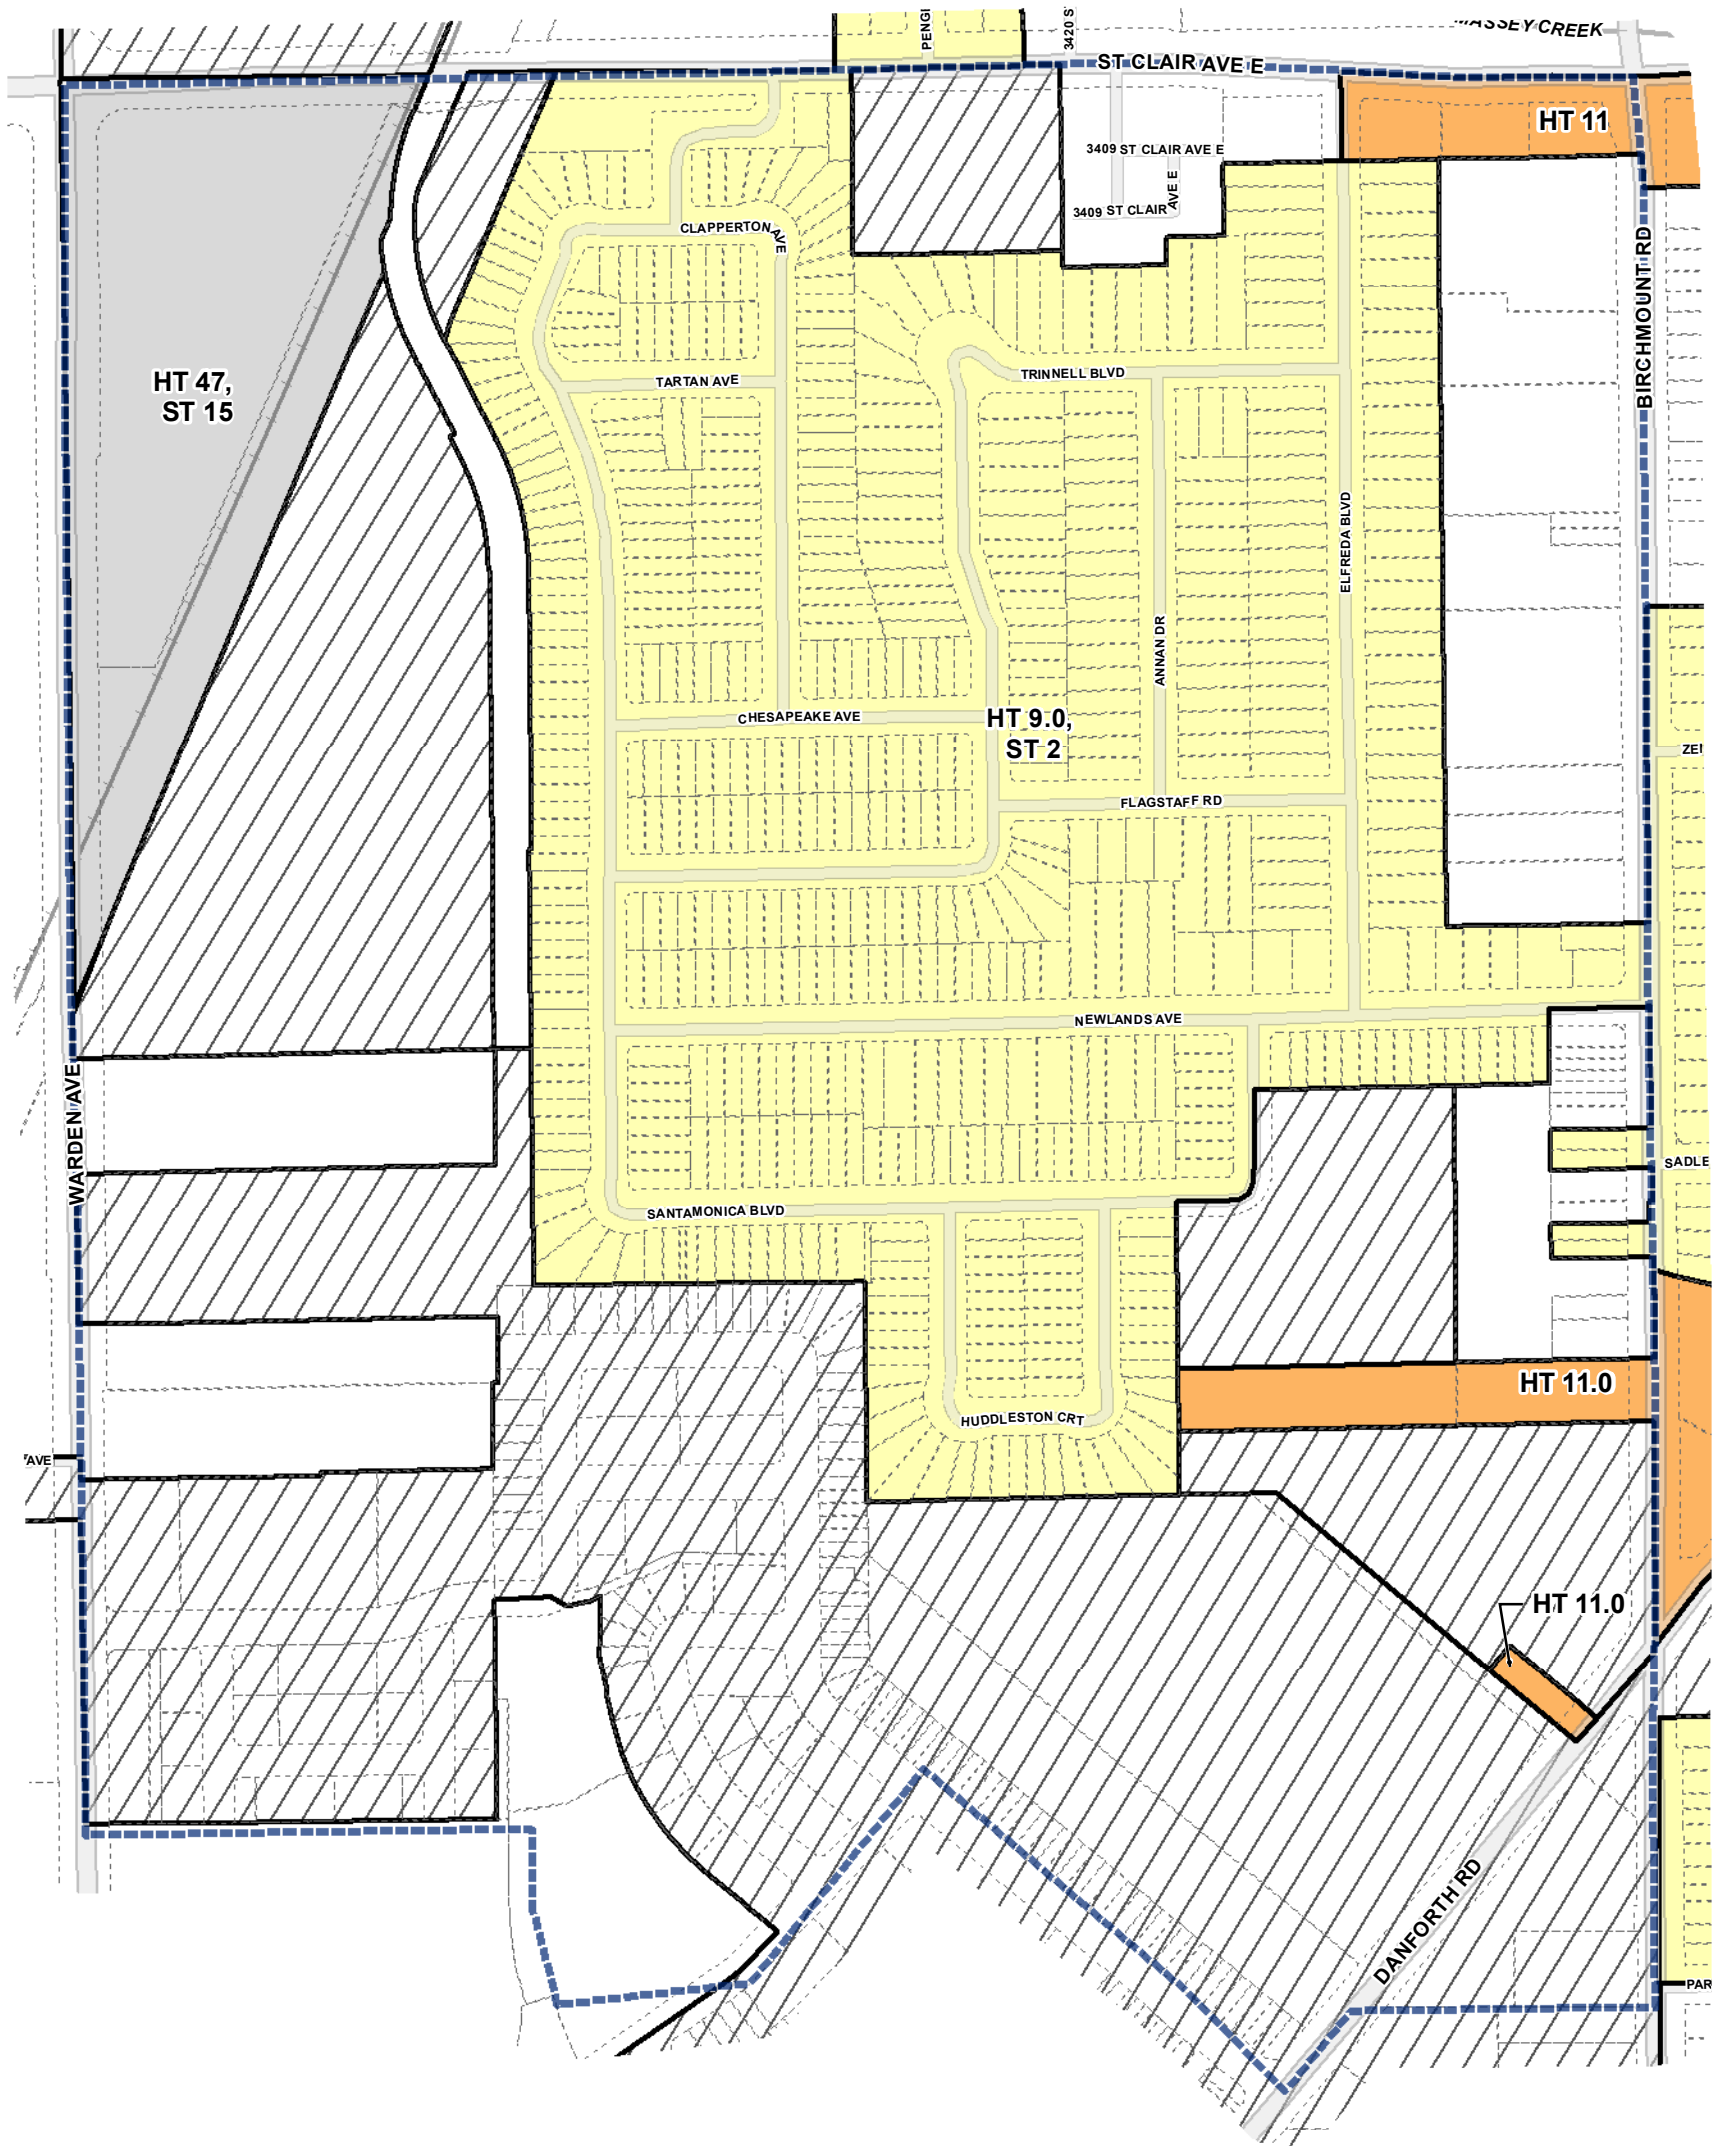 MASSEY CREEK
PENGI
3420 S
ST CLAIR AVE E
HT 11
3409 ST CLAIR AVE E
3409 ST CLAIR
AVE E
CLAPPERTON
AVE
BIRCHMOUNT RD
HT 47,
ST 15
TARTAN AVE
TRINNELL BLVD
ELFREDA BLVD
ANNAN DR
CHESAPEAKE AVE
HT 9.0,
ST 2
ZEI
FLAGSTAFF RD
NEWLANDS AVE
WARDEN AVE
SADLE
SANTAMONICA BLVD
HT 11.0
HUDDLESTON CRT
AVE
HT 11.0
DANFORTH RD
PAR